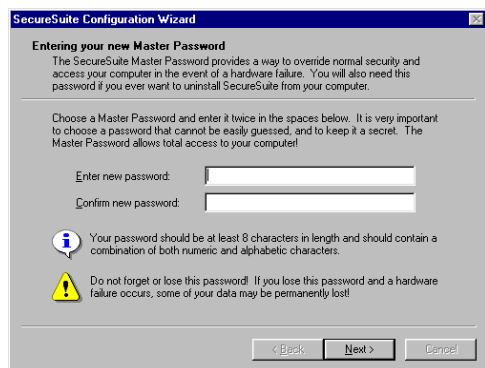 SecureSuite Configuration Wizard
Entering your new Master Password
The SecureSuite Master Password provides a way to override normal security and
access your computer in the event of a hardware failure. You will also need this
password if you ever want to uninstall SecureSuite from your computer.
Choose a Master Password and enter it twice in the spaces below. It is very important
to choose a password that cannot be easily guessed, and to keep it a secret. The
Master Password allows total access to your computer!
Enter new password:
Confirm new password:
Your password should be at least 8 characters in length and should contain a
combination of both numeric and alphabetic characters.
Do not forget or lose this password! If you lose this password and a hardware
failure occurs, some of your data may be permanently lost!
< Back Next > Cancel